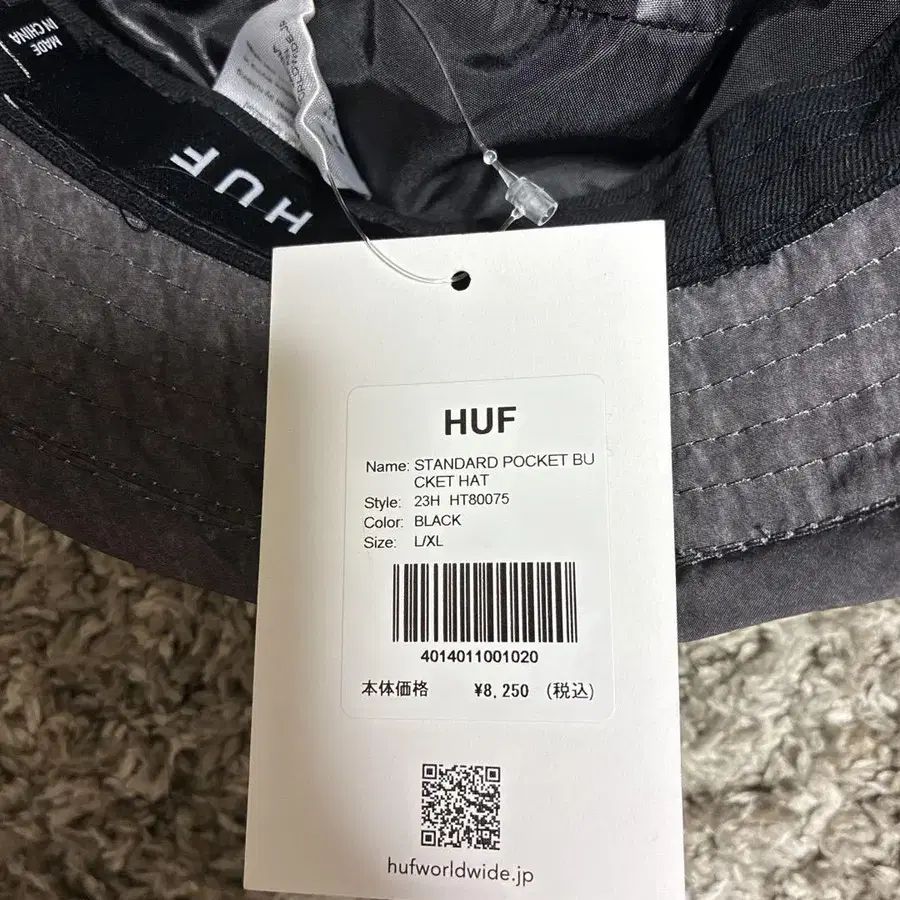 MADE
IN CHINA
HUF
HUF
Name: STANDARD POCKET BU
CKET HAT
Style: 23H HT80075
Color: BLACK
Size: L/XL
4014011001020
本体価格 ¥8,250 (税込)
hufworldwide.jp